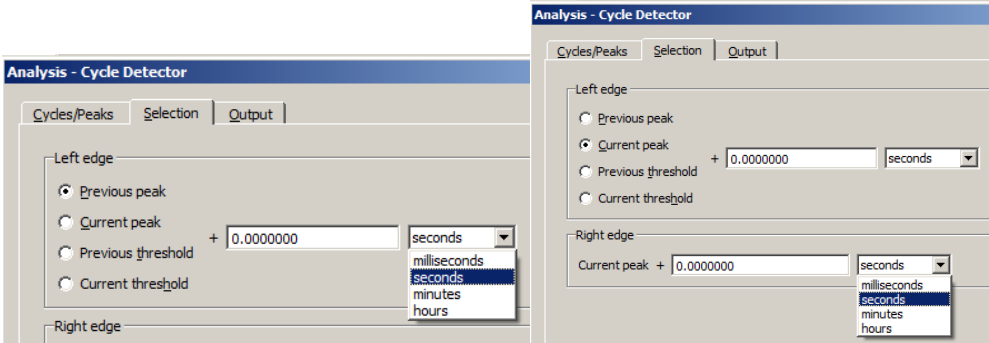 Analysis - Cycle Detector
Cycles/Peaks Selection Output
Left edge
Previous peak
Current peak
+ 0.0000000 seconds
Previous threshold
Current threshold
milliseconds
seconds
minutes
hours
Right edge
Analysis - Cycle Detector
Cycles/Peaks Selection Output
Left edge
Previous peak
Current peak
+ 0.0000000 seconds
Previous threshold
Current threshold
Right edge
Current peak + 0.0000000 seconds
milliseconds
seconds
minutes
hours